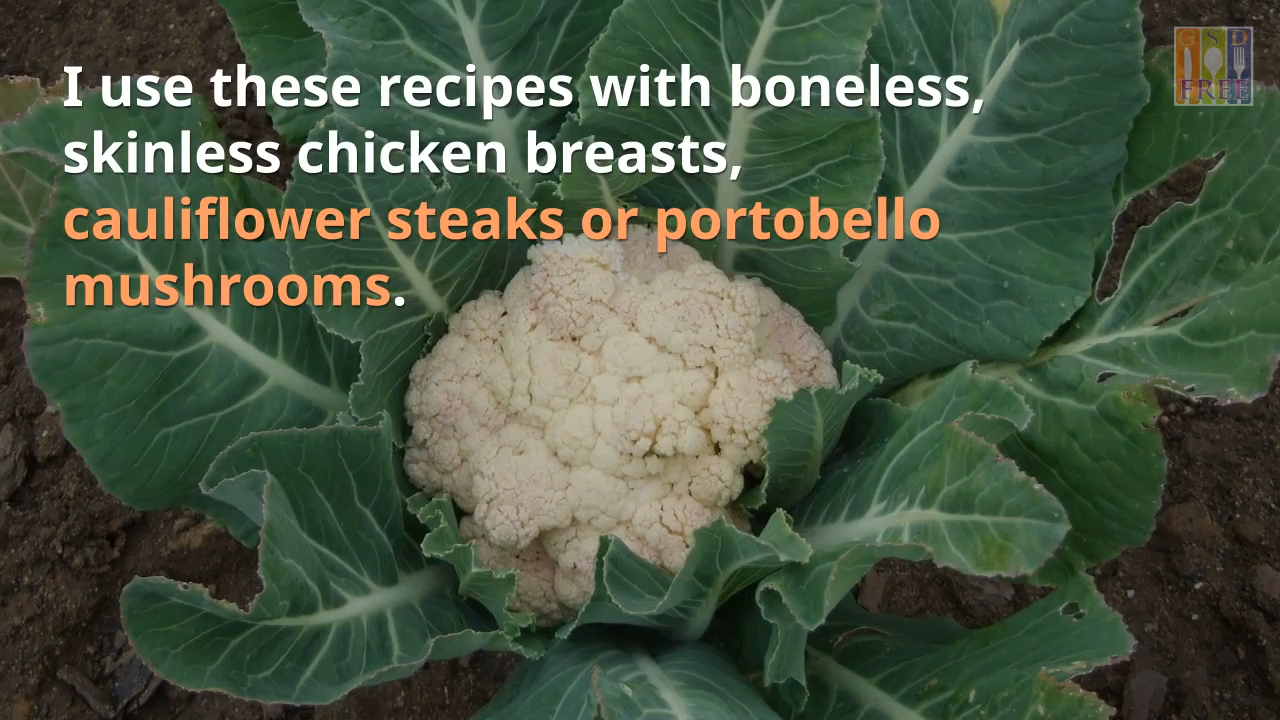 I use these recipes with boneless,
skinless chicken breasts,
cauliflower steaks or portobello
mushrooms.
G S D
FREE